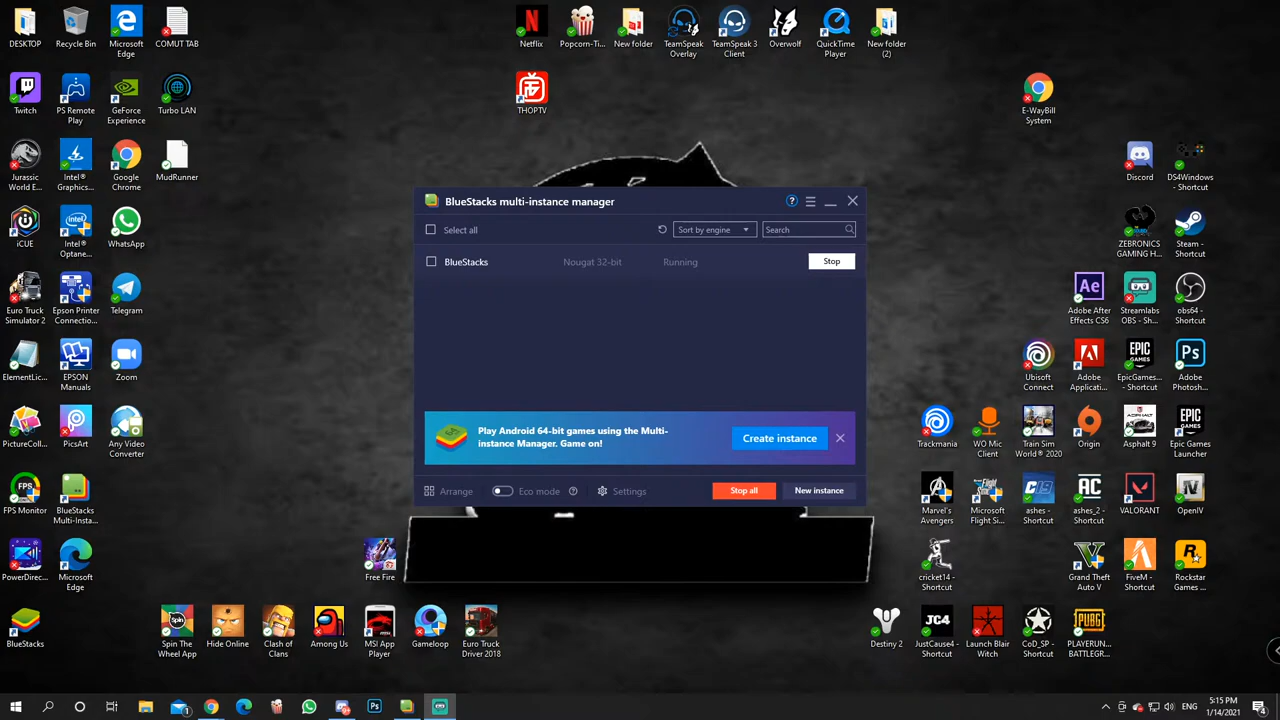 DESKTOP
Recycle Bin
Microsoft
Edge
COMUT TAB
Netflix
Popcorn-Ti...
New folder
TeamSpeak
Overlay
TeamSpeak 3
Client
Overwolf
QuickTime
Player
New folder
(2)
Twitch
PS Remote
Play
GeForce
Experience
Turbo LAN
THOPTV
E-WayBill
System
Jurassic
World E...
Intel®
Graphics...
Google
Chrome
MudRunner
Discord
DS4Windows
- Shortcut
BlueStacks multi-instance manager
Select all
Sort by engine
Search
BlueStacks
Nougat 32-bit
Running
Stop
Play Android 64-bit games using the Multi-
instance Manager. Game on!
Create instance
Arrange
Eco mode
Settings
Stop all
New instance
iCUE
Intel®
Optane...
WhatsApp
ZEBRONICS
GAMING H...
Steam -
Shortcut
Euro Truck
Simulator 2
Epson Printer
Connectio...
Telegram
Adobe After
Effects CS6
Streamlabs
OBS - Sh...
obs64 -
Shortcut
ElementLic...
EPSON
Manuals
Zoom
Ubisoft
Connect
Adobe
Applicati...
EpicGames...
- Shortcut
Adobe
Photosh...
PictureColl...
PicsArt
Any Video
Converter
Trackmania
WO Mic
Client
Train Sim
World® 2020
Origin
Asphalt 9
Epic Games
Launcher
FPS Monitor
BlueStacks
Multi-Insta...
Marvel's
Avengers
Microsoft
Flight Si...
ashes -
Shortcut
ashes_2 -
Shortcut
VALORANT
OpenIV
PowerDirec...
Microsoft
Edge
Free Fire
cricket14 -
Shortcut
Grand Theft
Auto V
FiveM -
Shortcut
Rockstar
Games ...
BlueStacks
Spin The
Wheel App
Hide Online
Clash of
Clans
Among Us
MSI App
Player
Gameloop
Euro Truck
Driver 2018
Destiny 2
JustCause4 -
Shortcut
Launch Blair
Witch
CoD_SP -
Shortcut
PLAYERUN...
BATTLEGR...
ENG
5:15 PM
1/14/2021